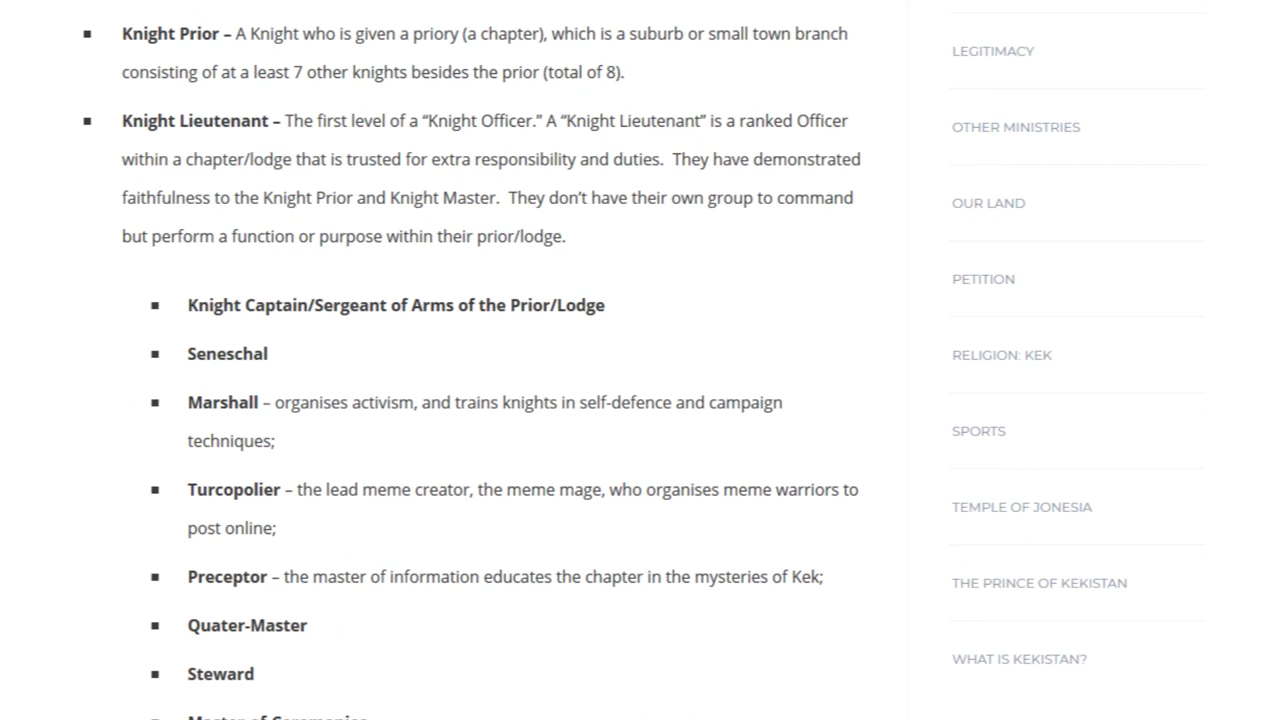 Knight Prior – A Knight who is given a priory (a chapter), which is a suburb or small town branch
consisting of at a least 7 other knights besides the prior (total of 8).
Knight Lieutenant – The first level of a “Knight Officer.” A “Knight Lieutenant” is a ranked Officer
within a chapter/lodge that is trusted for extra responsibility and duties.  They have demonstrated
faithfulness to the Knight Prior and Knight Master.  They don’t have their own group to command
but perform a function or purpose within their prior/lodge.
Knight Captain/Sergeant of Arms of the Prior/Lodge
Seneschal
Marshall – organises activism, and trains knights in self-defence and campaign
techniques;
Turcopolier – the lead meme creator, the meme mage, who organises meme warriors to
post online;
Preceptor – the master of information educates the chapter in the mysteries of Kek;
Quater-Master
Steward
Master of Ceremonies
LEGITIMACY
OTHER MINISTRIES
OUR LAND
PETITION
RELIGION: KEK
SPORTS
TEMPLE OF JONESIA
THE PRINCE OF KEKISTAN
WHAT IS KEKISTAN?